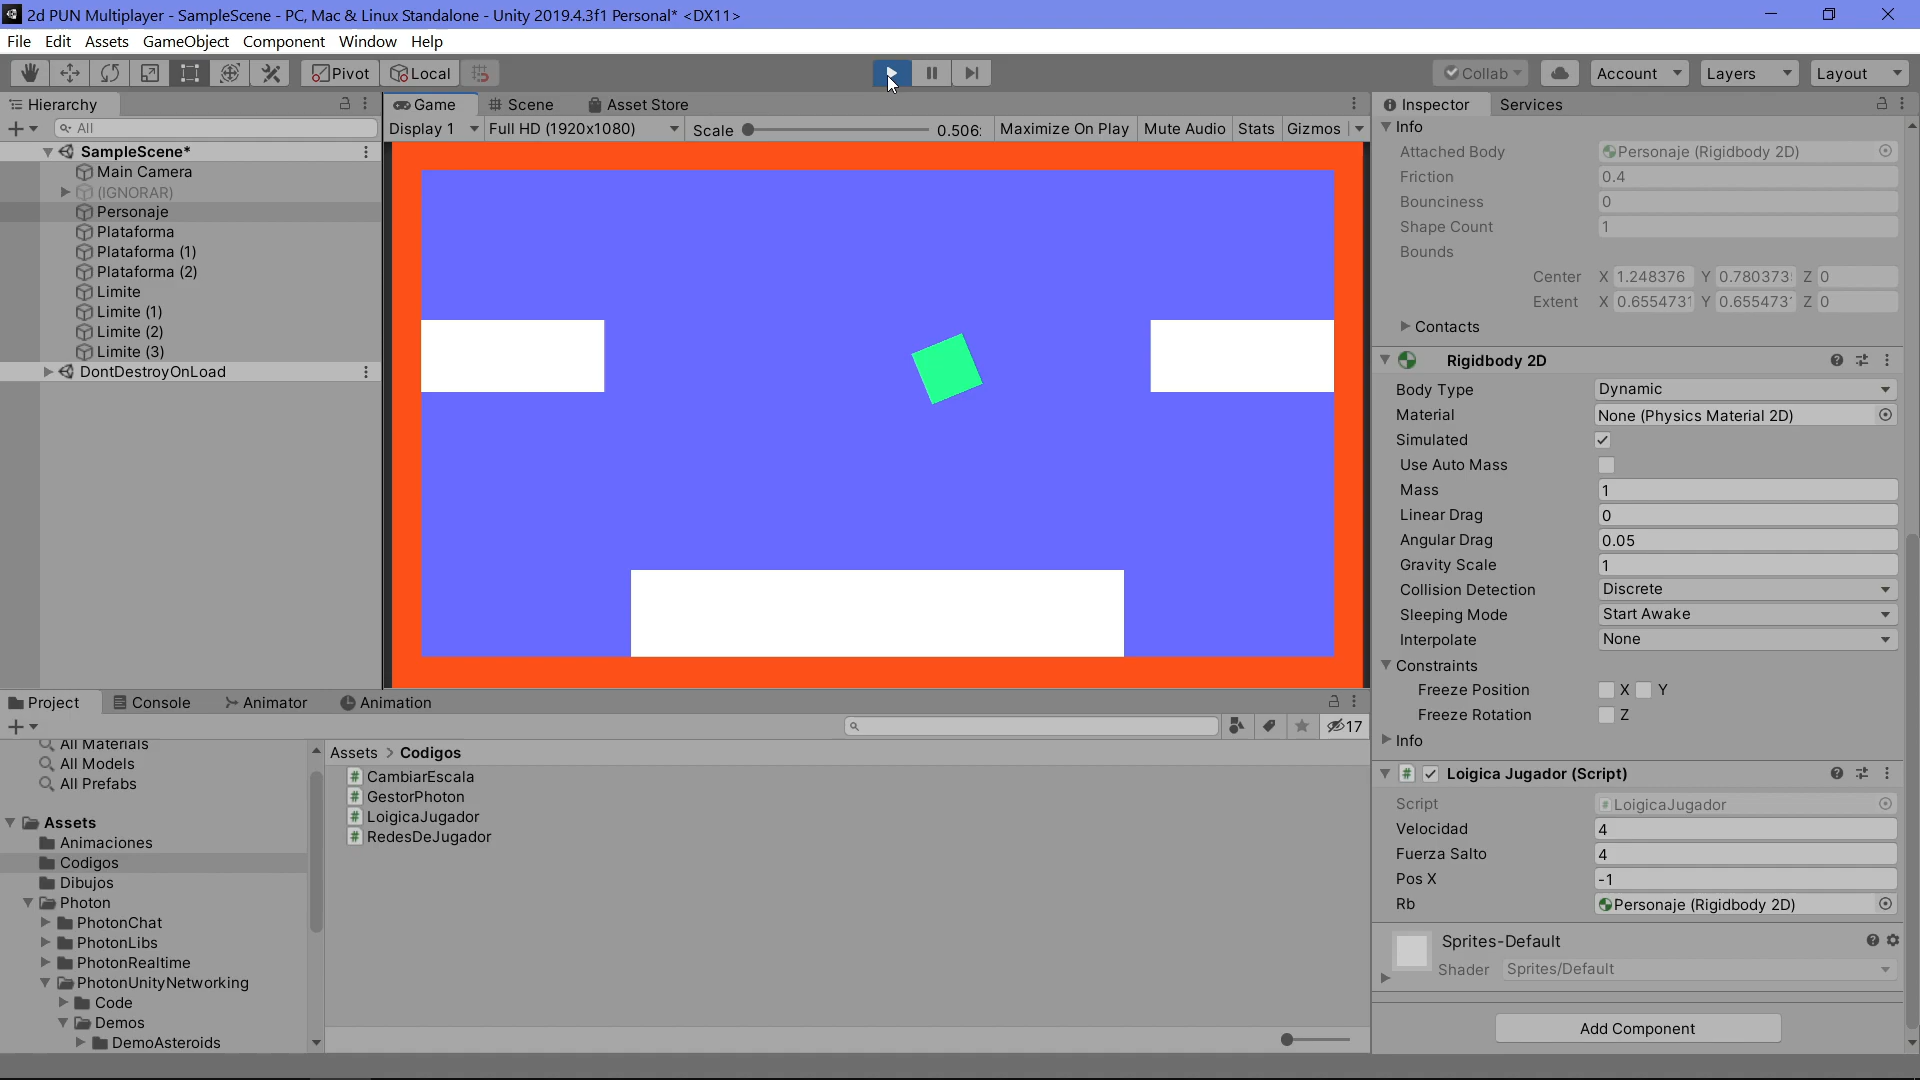 2d PUN Multiplayer - SampleScene - PC, Mac & Linux Standalone - Unity 2019.4.3f1 Personal* <DX11>
File Edit Assets GameObject Component Window Help
Pivot Local Collab Account Layers Layout
Hierarchy
All
SampleScene*
Main Camera
(IGNORAR)
Personaje
Plataforma
Plataforma (1)
Plataforma (2)
Limite
Limite (1)
Limite (2)
Limite (3)
DontDestroyOnLoad
Game Scene Asset Store
Display 1 Full HD (1920x1080) Scale 0.506 Maximize On Play Mute Audio Stats Gizmos
Inspector Services
Info
Attached Body Personaje (Rigidbody 2D)
Friction 0.4
Bounciness 0
Shape Count 1
Bounds
Center X 1.248376 Y 0.780373 Z 0
Extent X 0.655473 Y 0.655473 Z 0
Contacts
Rigidbody 2D
Body Type Dynamic
Material None (Physics Material 2D)
Simulated
Use Auto Mass
Mass 1
Linear Drag 0
Angular Drag 0.05
Gravity Scale 1
Collision Detection Discrete
Sleeping Mode Start Awake
Interpolate None
Constraints
Freeze Position X Y
Freeze Rotation Z
Info
Loigica Jugador (Script)
Script LoigicaJugador
Velocidad 4
Fuerza Salto 4
Pos X -1
Rb Personaje (Rigidbody 2D)
Sprites-Default
Shader Sprites/Default
Add Component
Project Console Animator Animation
17
All Materials
All Models
All Prefabs
Assets
Animaciones
Codigos
Dibujos
Photon
PhotonChat
PhotonLibs
PhotonRealtime
PhotonUnityNetworking
Code
Demos
DemoAsteroids
Assets > Codigos
CambiarEscala
GestorPhoton
LoigicaJugador
RedesDeJugador